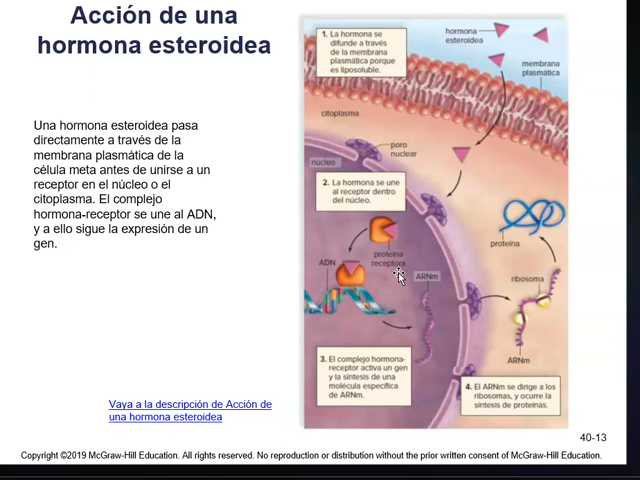 Acción de una
hormona esteroidea
Una hormona esteroidea pasa
directamente a través de la
membrana plasmática de la
célula meta antes de unirse a un
receptor en el núcleo o el
citoplasma. El complejo
hormona-receptor se une al ADN,
y a ello sigue la expresión de un
gen.
Vaya a la descripción de Acción de
una hormona esteroidea
1. La hormona se
difunde a través
de la membrana
plasmática porque
es liposoluble.
hormona
esteroidea
membrana
plasmática
citoplasma
poro
nuclear
núcleo
2. La hormona se une
al receptor dentro
del núcleo.
proteína
proteína
receptora
ADN
ARNm
ribosoma
ARNm
3. El complejo hormona-
receptor activa un gen
y la síntesis de una
molécula específica
de ARNm.
4. El ARNm se dirige a los
ribosomas, y ocurre la
síntesis de proteínas.
40-13
Copyright ©2019 McGraw-Hill Education. All rights reserved. No reproduction or distribution without the prior written consent of McGraw-Hill Education.